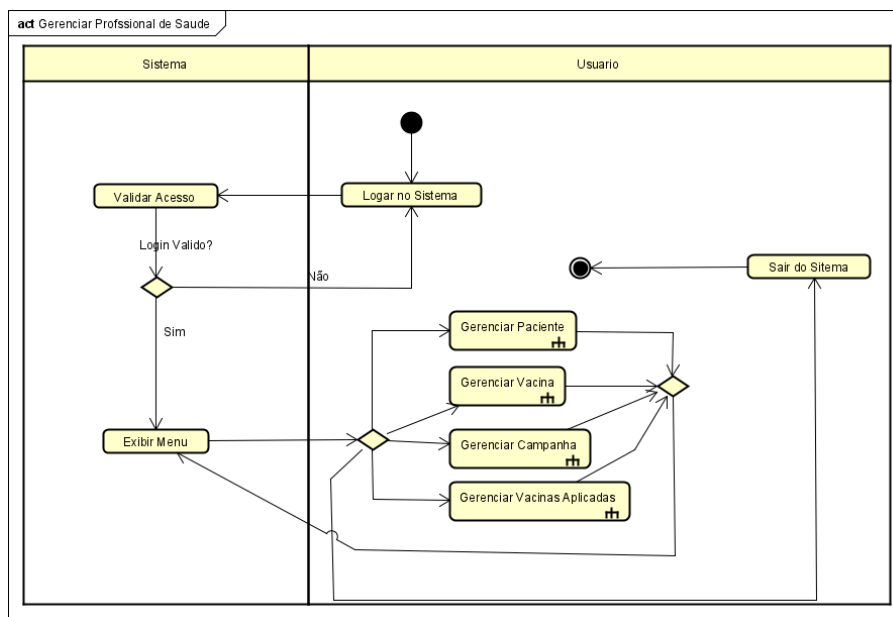 act Gerenciar Profssional de Saude
Sistema
Usuario
Validar Acesso
Logar no Sistema
Login Valido?
Sair do Sitema
Não
Sim
Gerenciar Paciente
Gerenciar Vacina
Exibir Menu
Gerenciar Campanha
Gerenciar Vacinas Aplicadas